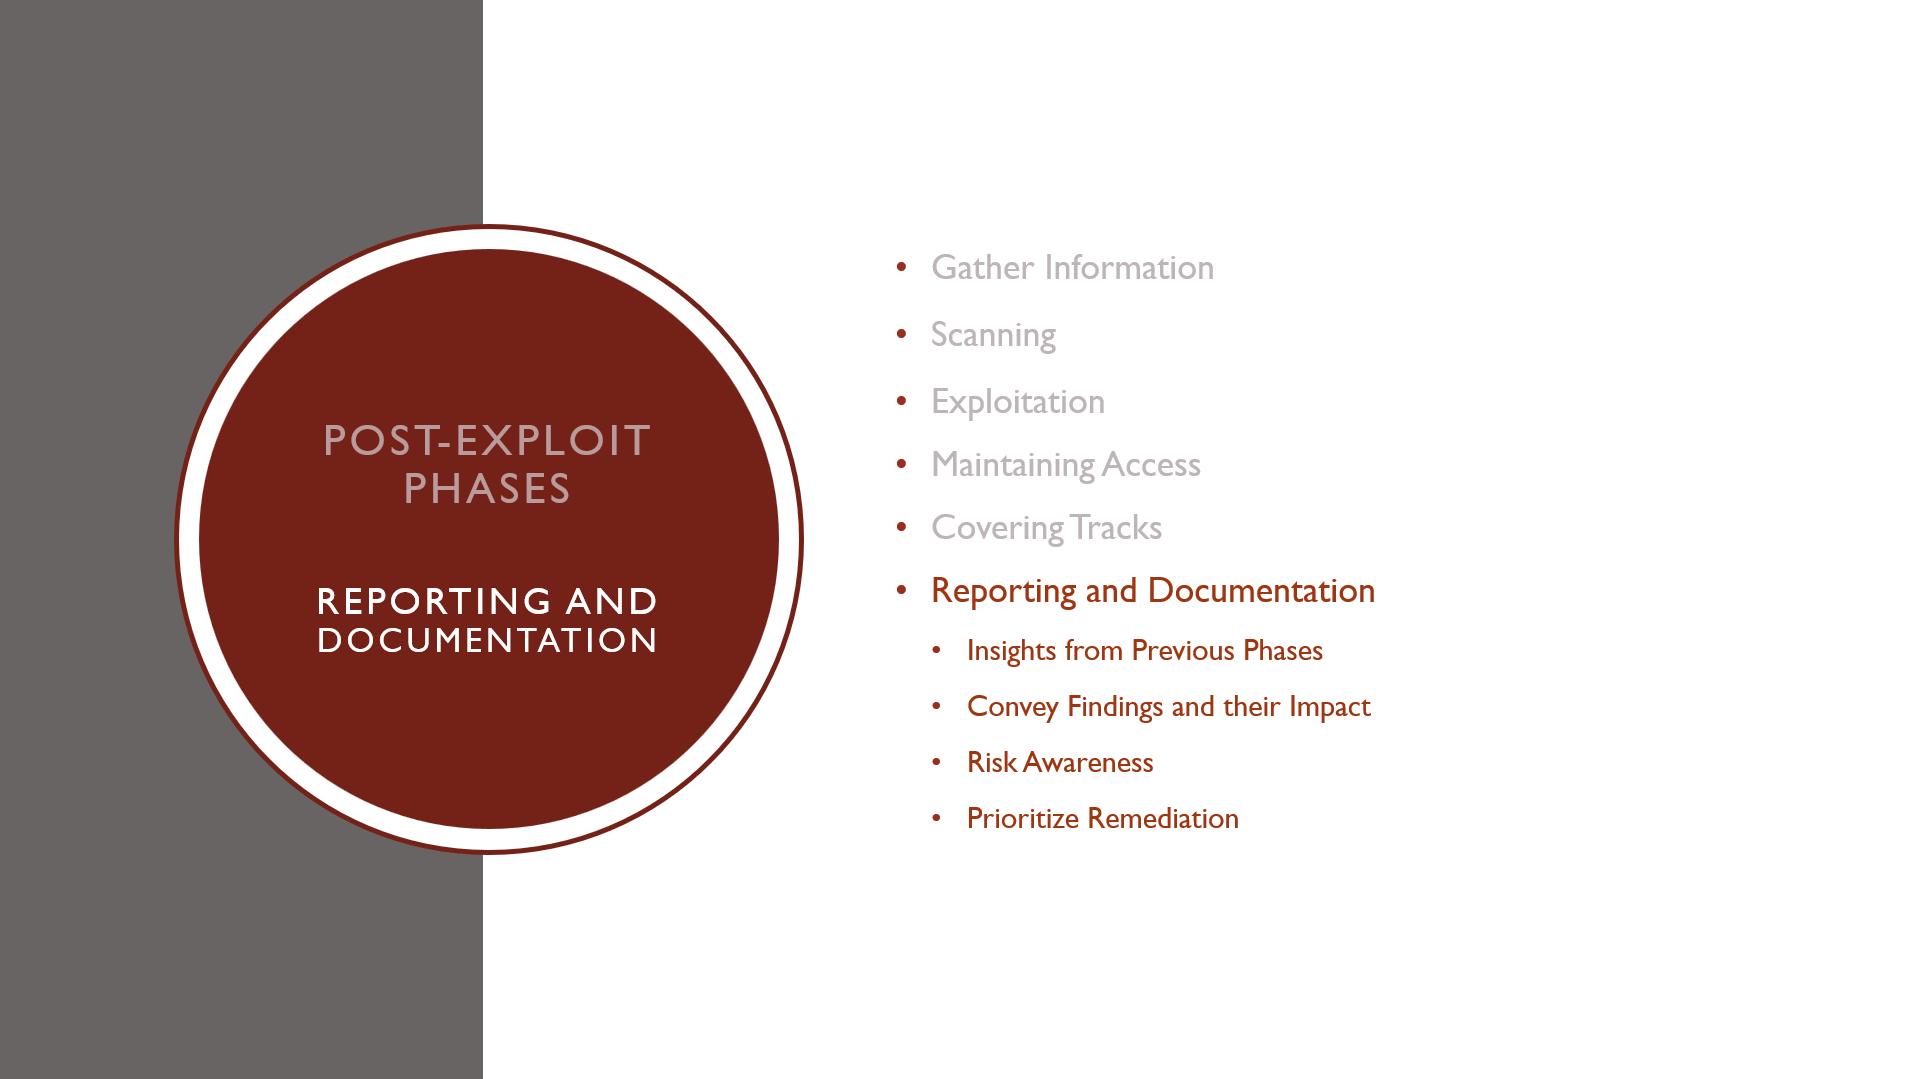 POST-EXPLOIT
PHASES
REPORTING AND
DOCUMENTATION
• Gather Information
• Scanning
• Exploitation
• Maintaining Access
• Covering Tracks
• Reporting and Documentation
• Insights from Previous Phases
• Convey Findings and their Impact
• Risk Awareness
• Prioritize Remediation